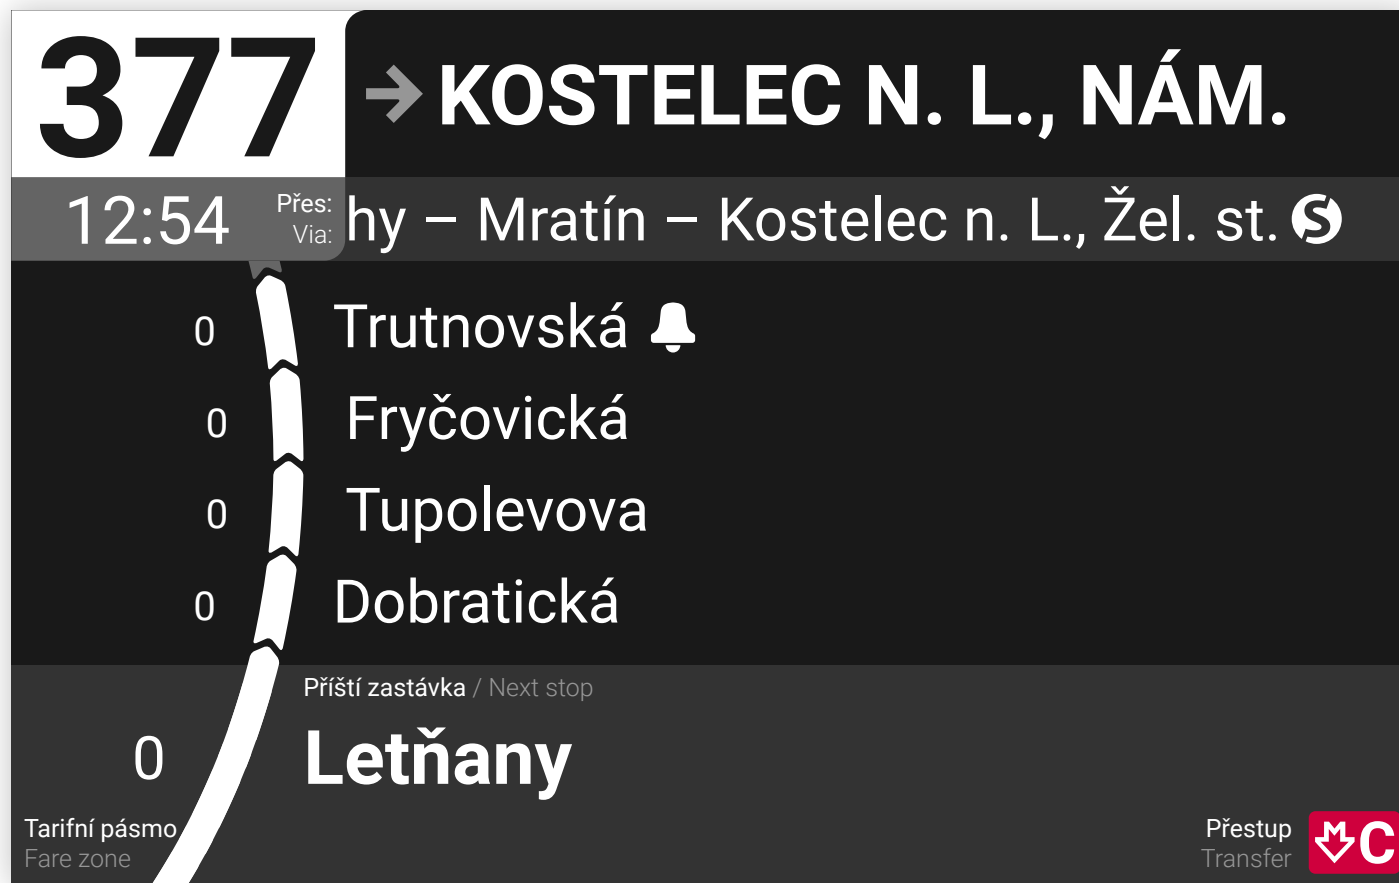 377
KOSTELEC N. L., NÁM.
12:54
Přes:
Via:
hy – Mratín – Kostelec n. L., Žel. st. S
0 Trutnovská
0 Fryčovická
0 Tupolevova
0 Dobratická
Příští zastávka / Next stop
0 Letňany
Tarifní pásmo
Fare zone
Přestup
Transfer
C